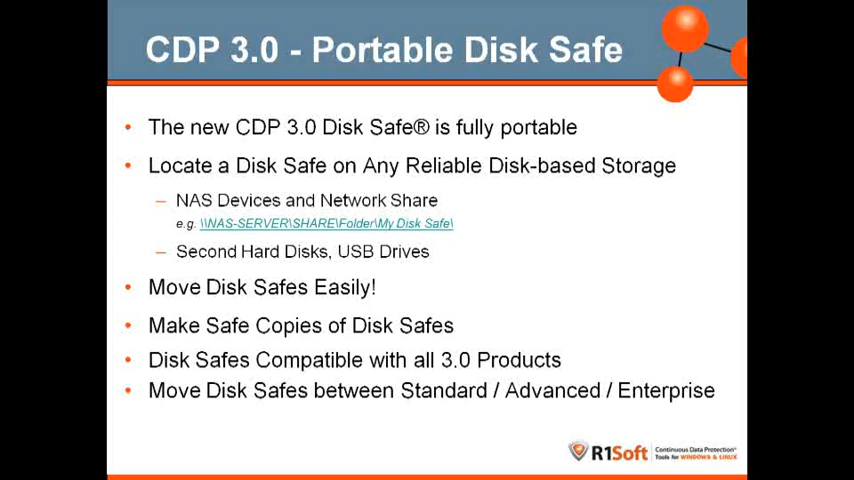 CDP 3.0 - Portable Disk Safe
• The new CDP 3.0 Disk Safe® is fully portable
• Locate a Disk Safe on Any Reliable Disk-based Storage
– NAS Devices and Network Share
e.g. \\NAS-SERVER\SHARE\Folder\My Disk Safe\
– Second Hard Disks, USB Drives
• Move Disk Safes Easily!
• Make Safe Copies of Disk Safes
• Disk Safes Compatible with all 3.0 Products
• Move Disk Safes between Standard / Advanced / Enterprise
R1Soft
Continuous Data Protection®
Tools for WINDOWS & LINUX